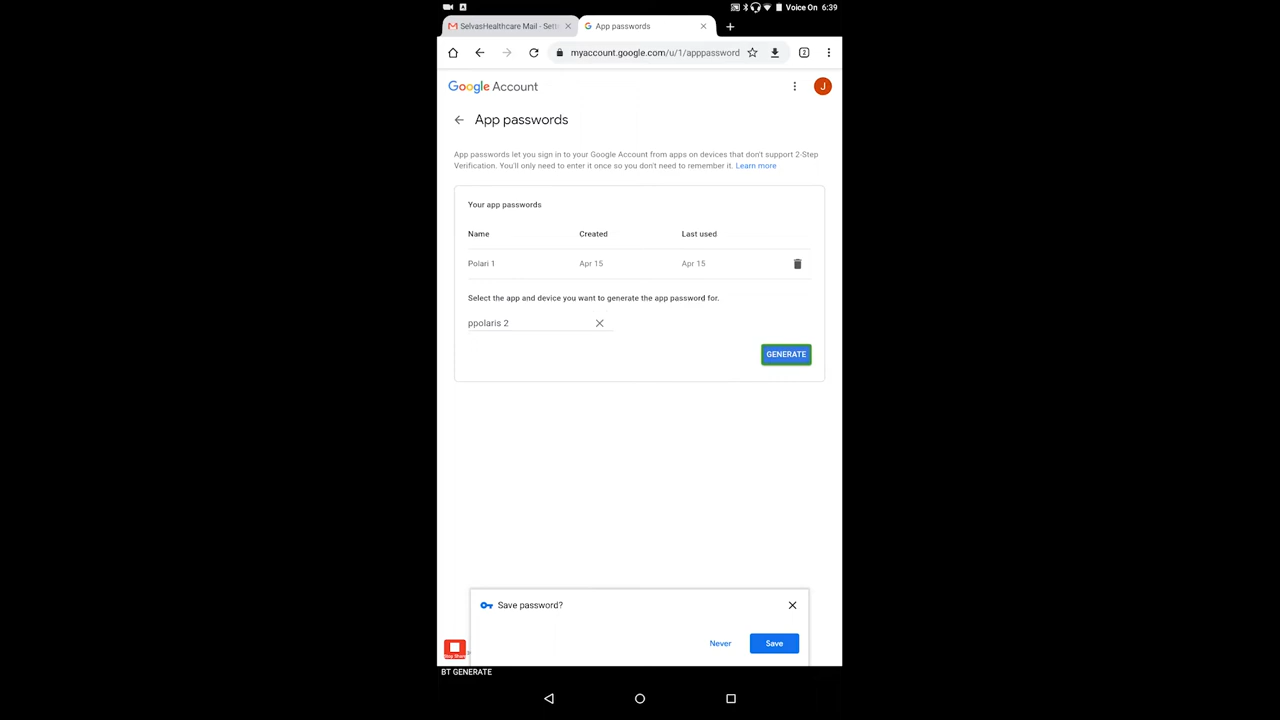 Voice On 6:39
SelvasHealthcare Mail - Sett
App passwords
myaccount.google.com/u/1/apppassword
2
Google Account
J
App passwords
App passwords let you sign in to your Google Account from apps on devices that don't support 2-Step
Verification. You'll only need to enter it once so you don't need to remember it. Learn more
Your app passwords
Name Created Last used
Polari 1 Apr 15 Apr 15
Select the app and device you want to generate the app password for.
ppolaris 2
GENERATE
Save password?
Never Save
BT GENERATE